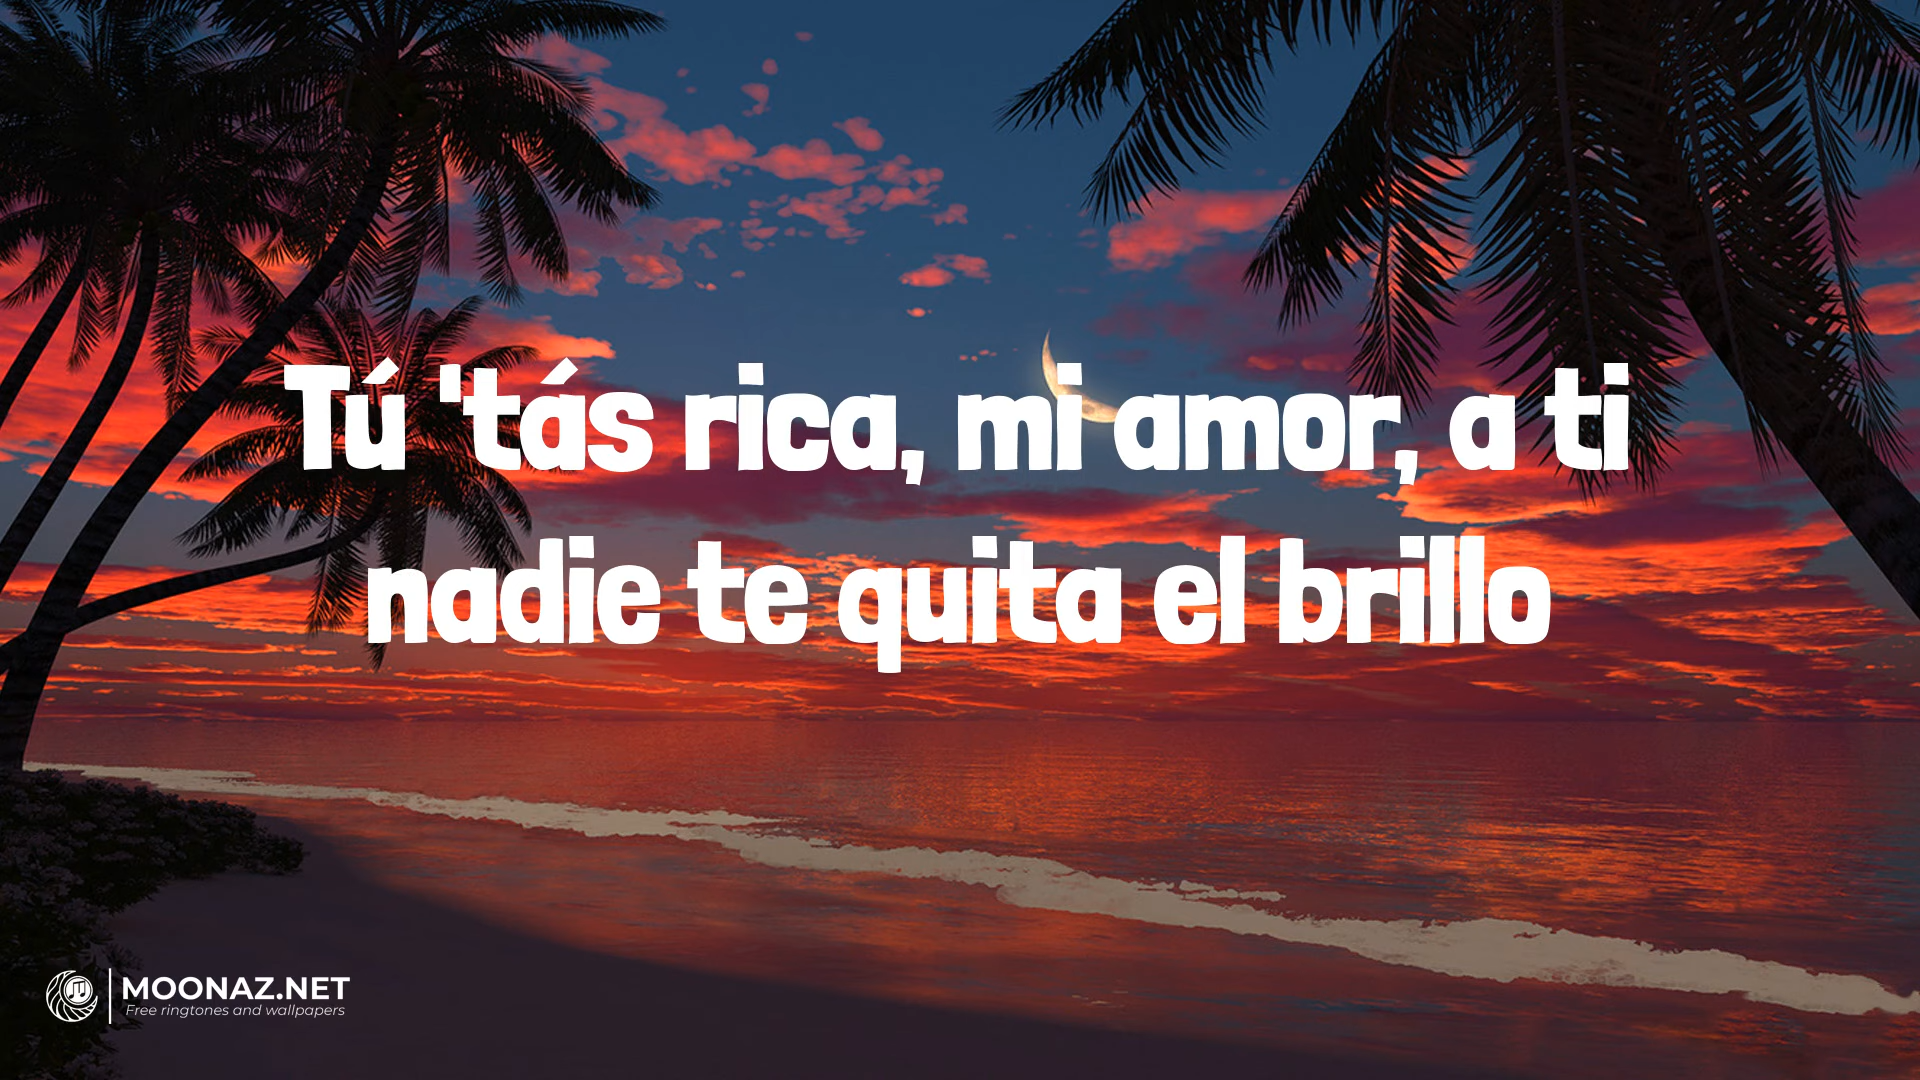 Tú 'tás rica, mi amor, a ti
nadie te quita el brillo
MOONAZ.NET
Free ringtones and wallpapers